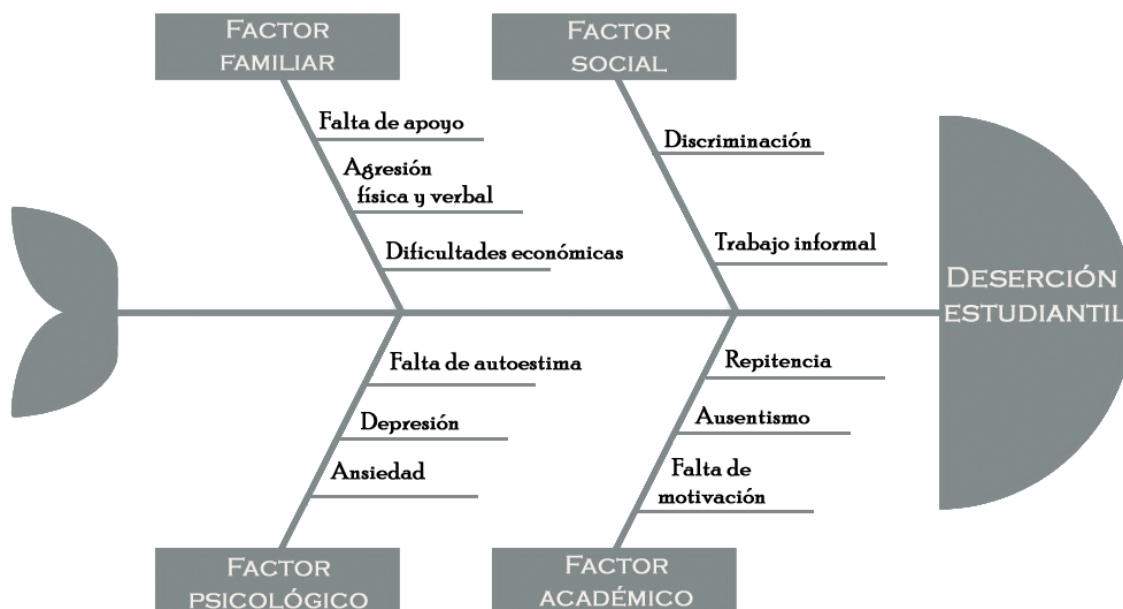 FACTOR
FAMILIAR
FACTOR
SOCIAL
Falta de apoyo
Agresión
física y verbal
Dificultades económicas
Discriminación
Trabajo informal
DESERCIÓN
ESTUDIANTIL
Falta de autoestima
Depresión
Ansiedad
Repitencia
Ausentismo
Falta de
motivación
FACTOR
PSICOLÓGICO
FACTOR
ACADÉMICO